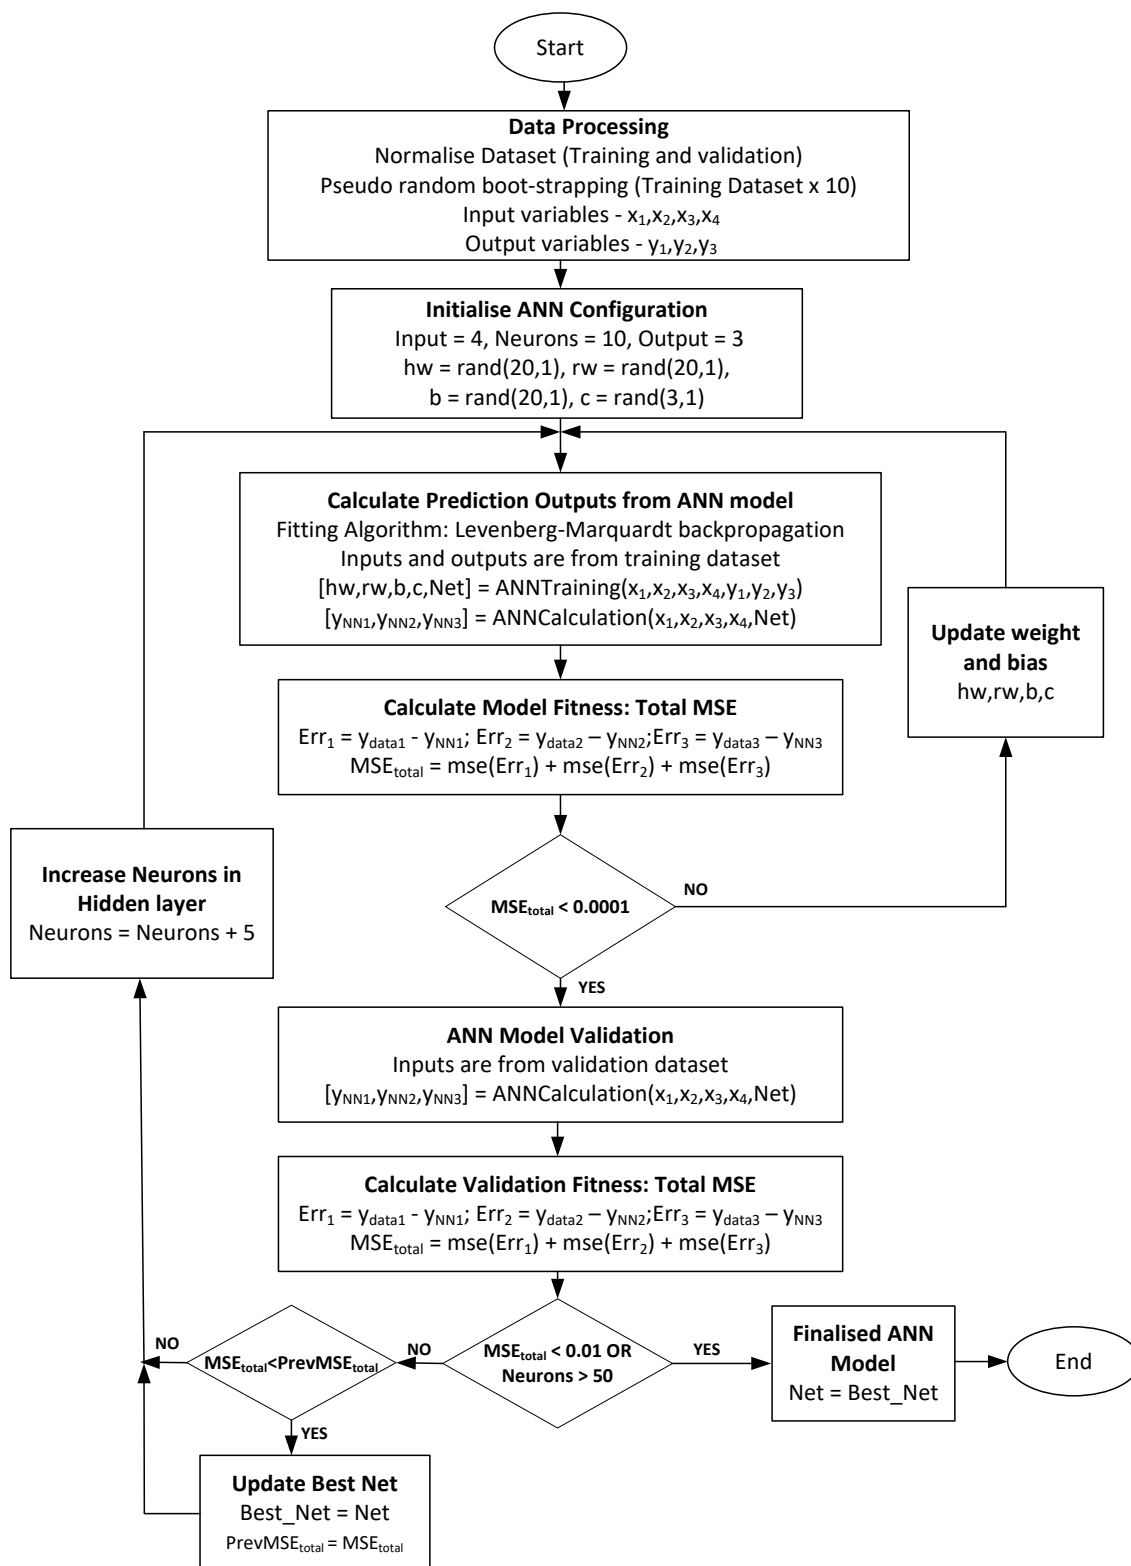 Start
Data Processing
Normalise Dataset (Training and validation)
Pseudo random boot-strapping (Training Dataset x 10)
Input variables - x₁,x₂,x₃,x₄
Output variables - y₁,y₂,y₃
Initialise ANN Configuration
Input = 4, Neurons = 10, Output = 3
hw = rand(20,1), rw = rand(20,1),
b = rand(20,1), c = rand(3,1)
Calculate Prediction Outputs from ANN model
Fitting Algorithm: Levenberg-Marquardt backpropagation
Inputs and outputs are from training dataset
[hw,rw,b,c,Net] = ANNTraining(x₁,x₂,x₃,x₄,y₁,y₂,y₃)
[yNN1,yNN2,yNN3] = ANNCalculation(x₁,x₂,x₃,x₄,Net)
Update weight
and bias
hw,rw,b,c
Calculate Model Fitness: Total MSE
Err₁ = ydata1 - yNN1; Err₂ = ydata2 – yNN2;Err₃ = ydata3 – yNN3
MSEtotal = mse(Err₁) + mse(Err₂) + mse(Err₃)
Increase Neurons in
Hidden layer
Neurons = Neurons + 5
MSEtotal < 0.0001
NO
YES
ANN Model Validation
Inputs are from validation dataset
[yNN1,yNN2,yNN3] = ANNCalculation(x₁,x₂,x₃,x₄,Net)
Calculate Validation Fitness: Total MSE
Err₁ = ydata1 - yNN1; Err₂ = ydata2 – yNN2;Err₃ = ydata3 – yNN3
MSEtotal = mse(Err₁) + mse(Err₂) + mse(Err₃)
NO
MSEtotal<PrevMSEtotal
NO
MSEtotal < 0.01 OR
Neurons > 50
YES
Finalised ANN
Model
Net = Best_Net
End
YES
Update Best Net
Best_Net = Net
PrevMSEtotal = MSEtotal